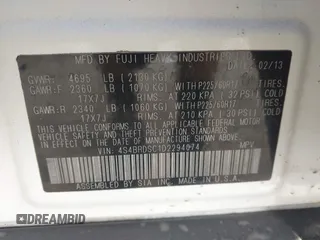 MFD BY FUJI HEAVY INDUSTRIES DATE 02/13
GVWR: 4695 LB ( 2130 KG)
GAWR:F 2360 LB ( 1070 KG) WITH P225/60R17 TIRES.
17X7J RIMS. AT 220 KPA ( 32 PSI) COLD
GAWR:R 2340 LB ( 1060 KG) WITH P225/60R17 TIRES.
17X7J RIMS. AT 210 KPA ( 30 PSI) COLD
THIS VEHICLE CONFORMS TO ALL APPLICABLE FEDERAL MOTOR
VEHICLE SAFETY AND THEFT PREVENTION STANDARDS IN
EFFECT ON THE DATE OF MANUFACTURE SHOWN ABOVE.
VIN: MPV
ASSEMBLED BY SIA INC., MADE IN U.S.A.
AUTOBIDMASTER